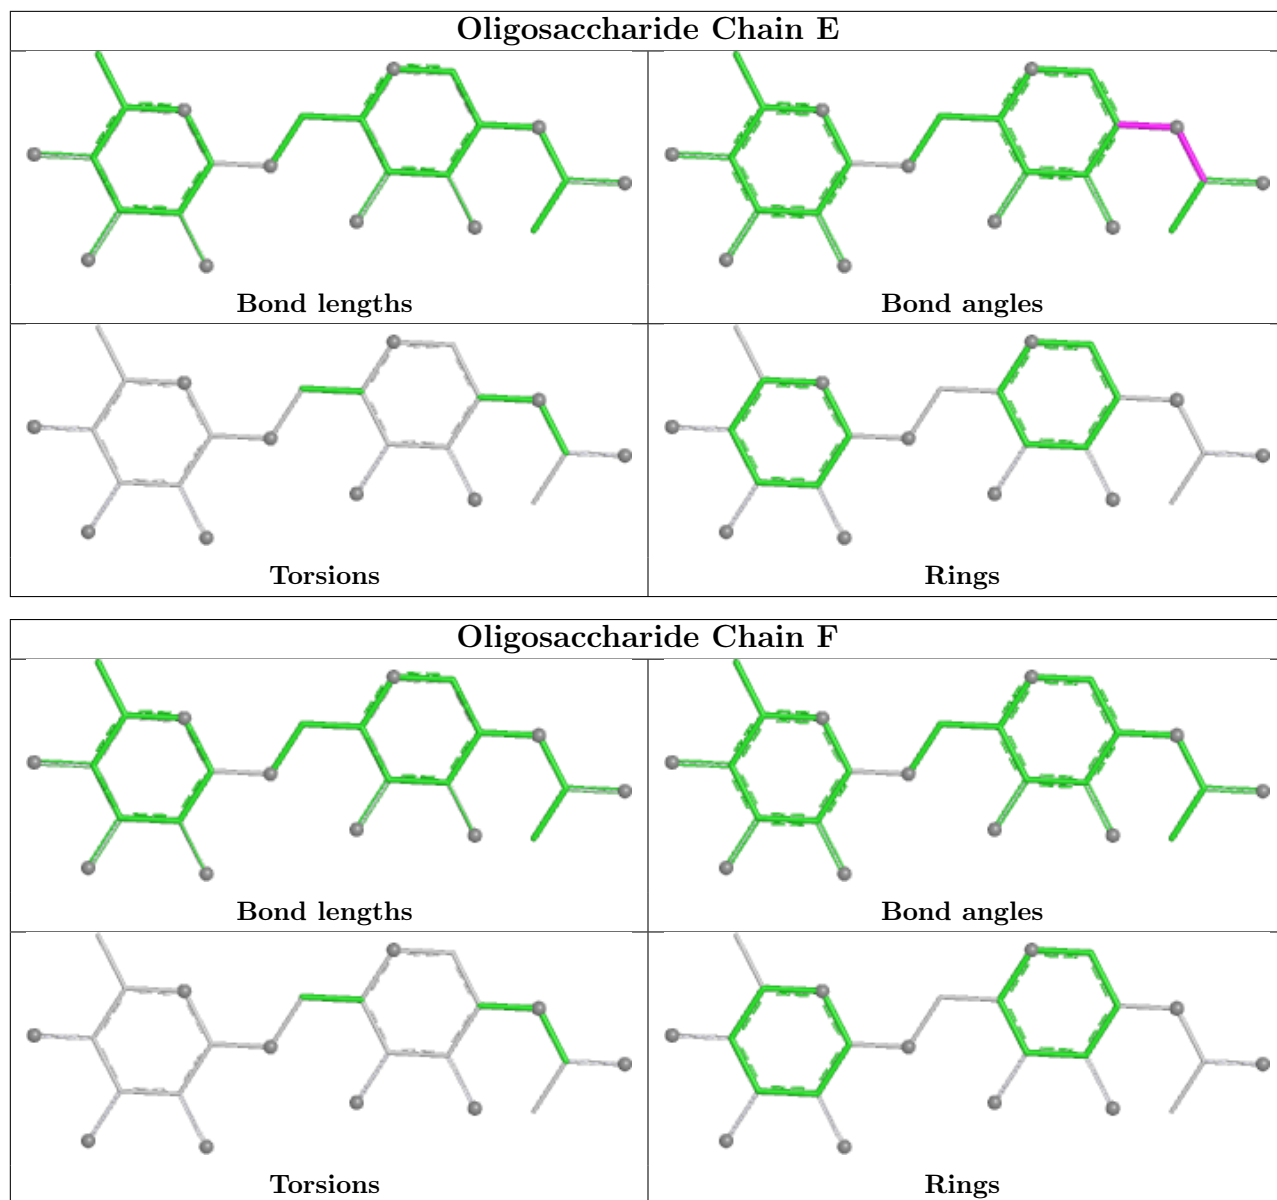 Oligosaccharide Chain E
Bond lengths
Bond angles
Torsions
Rings
Oligosaccharide Chain F
Bond lengths
Bond angles
Torsions
Rings